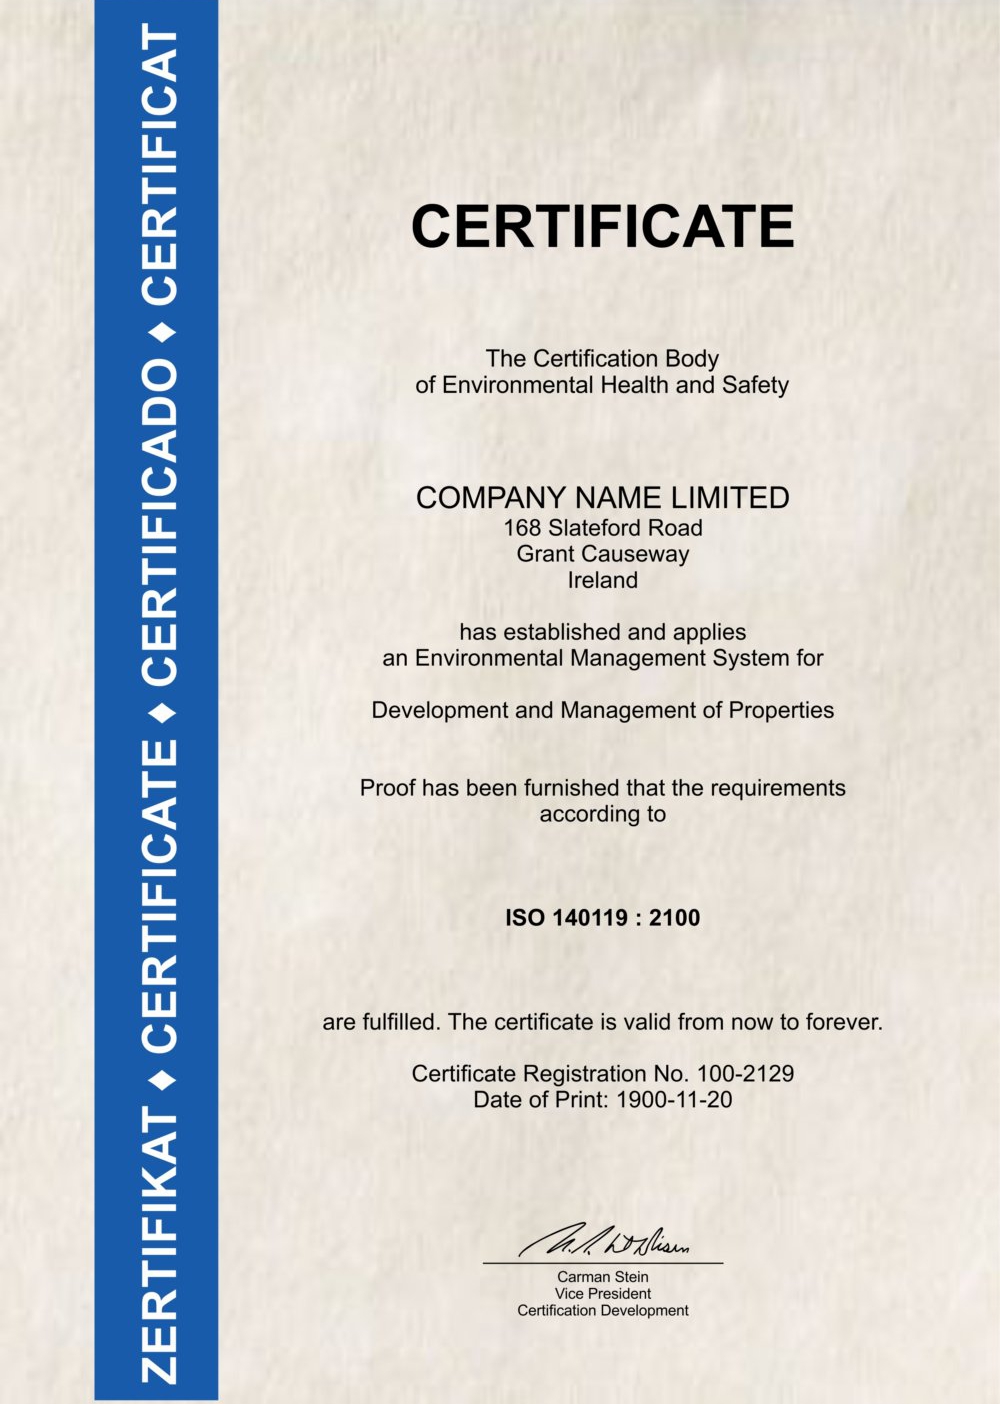 ZERTIFIKAT ♦ CERTIFICATE ♦ CERTIFICADO ♦ CERTIFICAT
CERTIFICATE
The Certification Body
of Environmental Health and Safety
COMPANY NAME LIMITED
168 Slateford Road
Grant Causeway
Ireland
has established and applies
an Environmental Management System for
Development and Management of Properties
Proof has been furnished that the requirements
according to
ISO 140119 : 2100
are fulfilled. The certificate is valid from now to forever.
Certificate Registration No. 100-2129
Date of Print: 1900-11-20
Carman Stein
Vice President
Certification Development